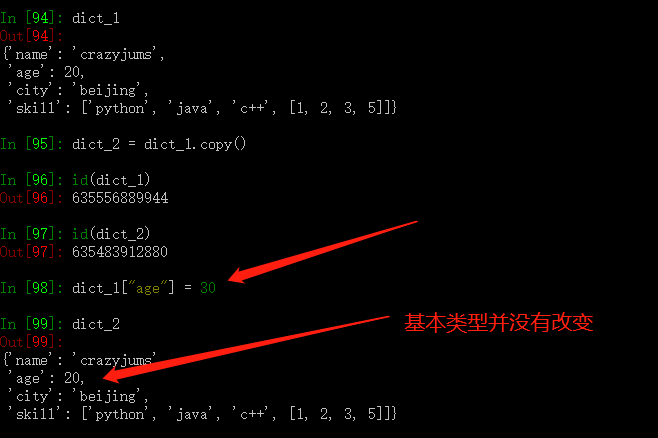 In [94]: dict_1
Out[94]:
{'name': 'crazyjums',
 'age': 20,
 'city': 'beijing',
 'skill': ['python', 'java', 'c++', [1, 2, 3, 5]]}
In [95]: dict_2 = dict_1.copy()
In [96]: id(dict_1)
Out[96]: 635556889944
In [97]: id(dict_2)
Out[97]: 635483912880
In [98]: dict_1["age"] = 30
In [99]: dict_2
基本类型并没有改变
Out[99]:
{'name': 'crazyjums'
 'age': 20,
 'city': 'beijing',
 'skill': ['python', 'java', 'c++', [1, 2, 3, 5]]}